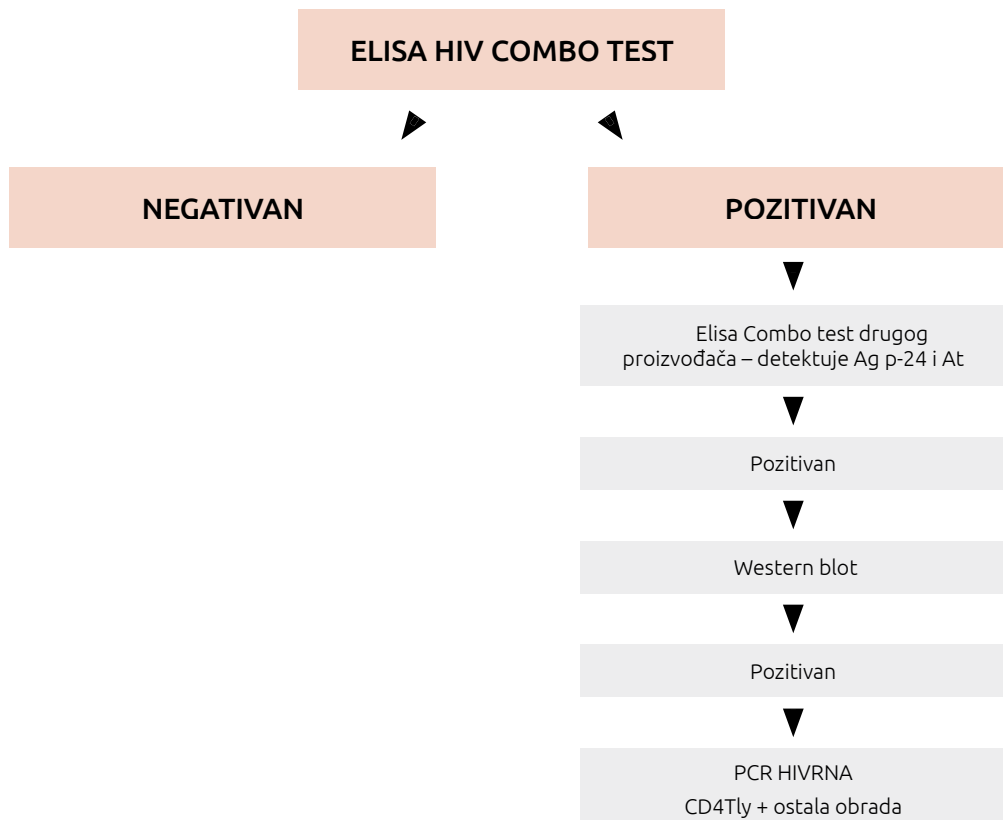 ELISA HIV COMBO TEST
NEGATIVAN
POZITIVAN
Elisa Combo test drugog
proizvođača – detektuje Ag p-24 i At
Pozitivan
Western blot
Pozitivan
PCR HIVRNA
CD4Tly + ostala obrada